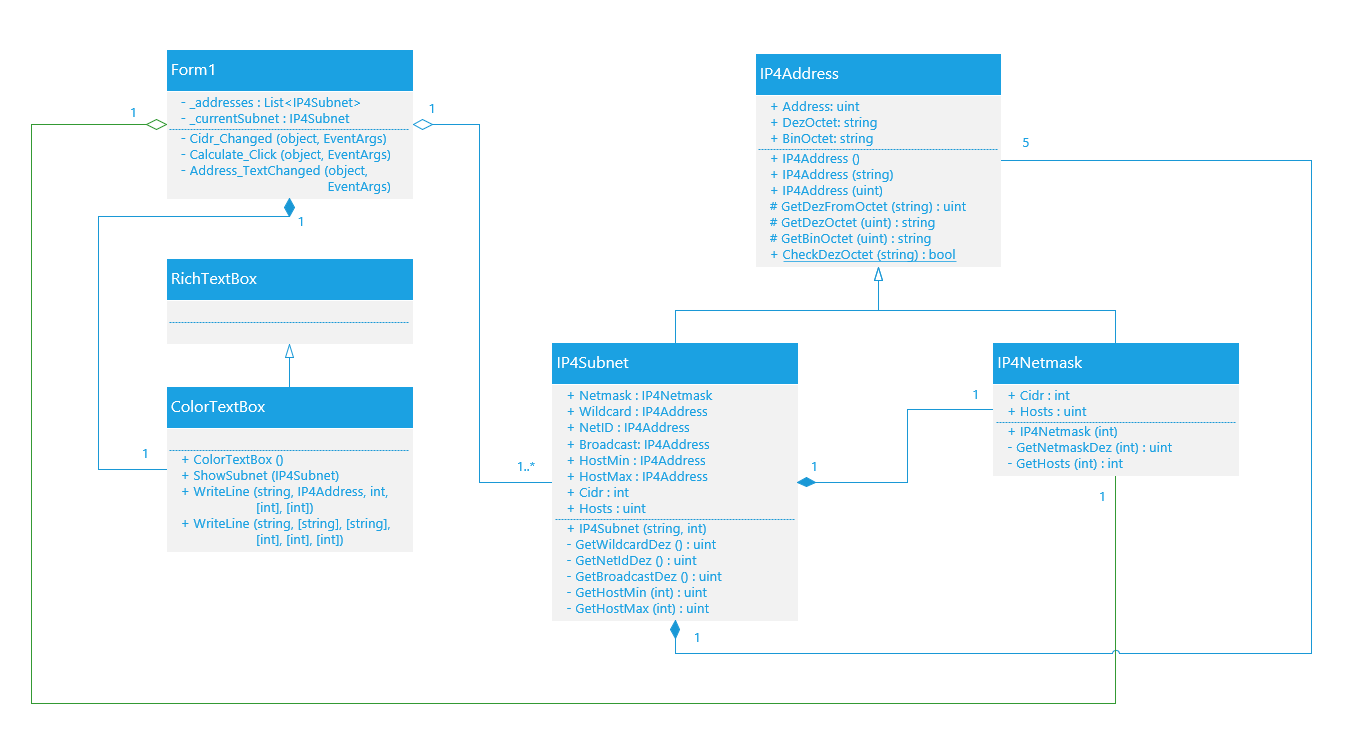 Form1
- _addresses : List<IP4Subnet>
- _currentSubnet : IP4Subnet
- Cidr_Changed (object, EventArgs)
- Calculate_Click (object, EventArgs)
- Address_TextChanged (object,
EventArgs)
1
1
1
RichTextBox
ColorTextBox
+ ColorTextBox ()
+ ShowSubnet (IP4Subnet)
+ WriteLine (string, IP4Address, int,
[int], [int])
+ WriteLine (string, [string], [string],
[int], [int], [int])
1
IP4Address
+ Address: uint
+ DezOctet: string
+ BinOctet: string
+ IP4Address ()
+ IP4Address (string)
+ IP4Address (uint)
# GetDezFromOctet (string) : uint
# GetDezOctet (uint) : string
# GetBinOctet (uint) : string
+ CheckDezOctet (string) : bool
5
IP4Subnet
+ Netmask : IP4Netmask
+ Wildcard : IP4Address
+ NetID : IP4Address
+ Broadcast: IP4Address
+ HostMin : IP4Address
+ HostMax : IP4Address
+ Cidr : int
+ Hosts : uint
+ IP4Subnet (string, int)
- GetWildcardDez () : uint
- GetNetIdDez () : uint
- GetBroadcastDez () : uint
- GetHostMin (int) : uint
- GetHostMax (int) : uint
1..*
1
1
IP4Netmask
+ Cidr : int
+ Hosts : uint
+ IP4Netmask (int)
- GetNetmaskDez (int) : uint
- GetHosts (int) : int
1
1